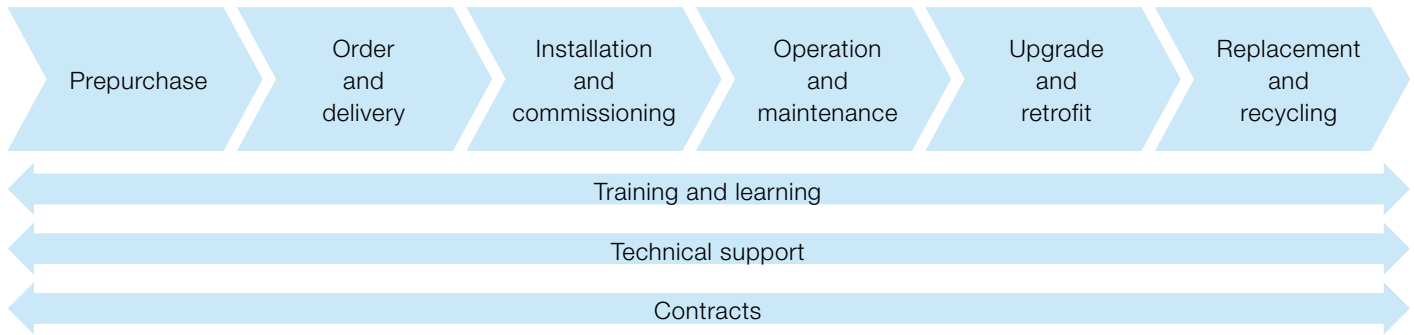 Prepurchase
Order
and
delivery
Installation
and
commissioning
Operation
and
maintenance
Upgrade
and
retrofit
Replacement
and
recycling
Training and learning
Technical support
Contracts